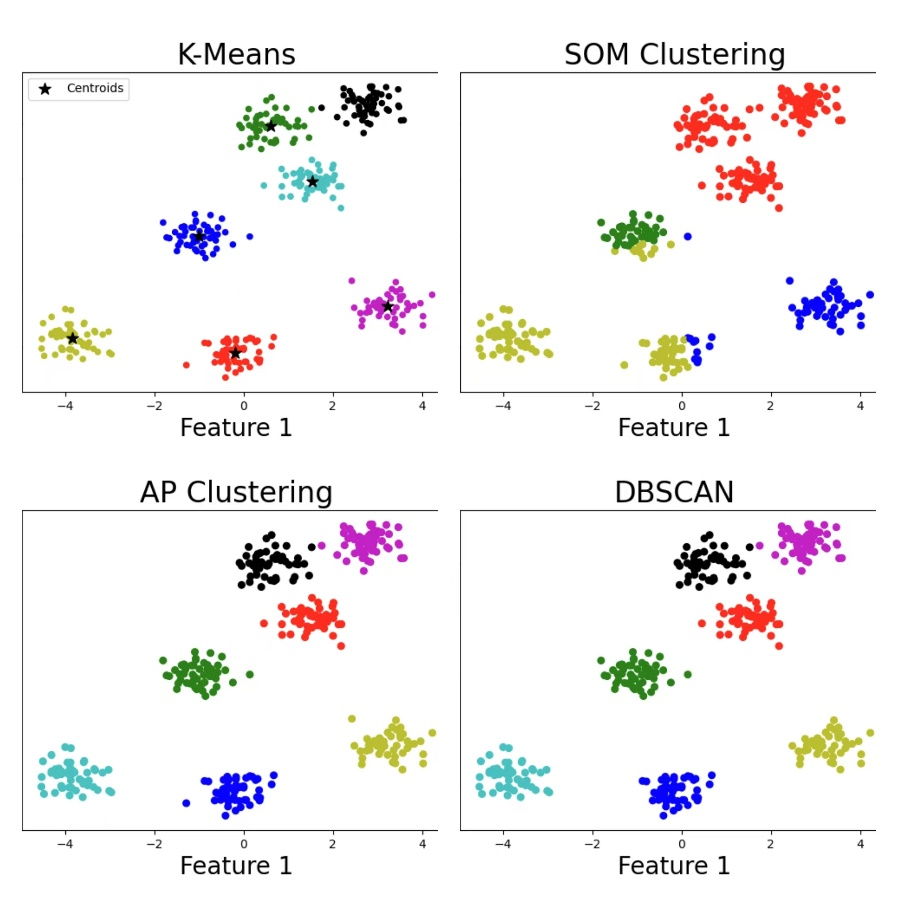 K-Means
SOM Clustering
Centroids
−4 −2 0 2 4
−4 −2 0 2 4
Feature 1
Feature 1
AP Clustering
DBSCAN
−4 −2 0 2 4
−4 −2 0 2 4
Feature 1
Feature 1